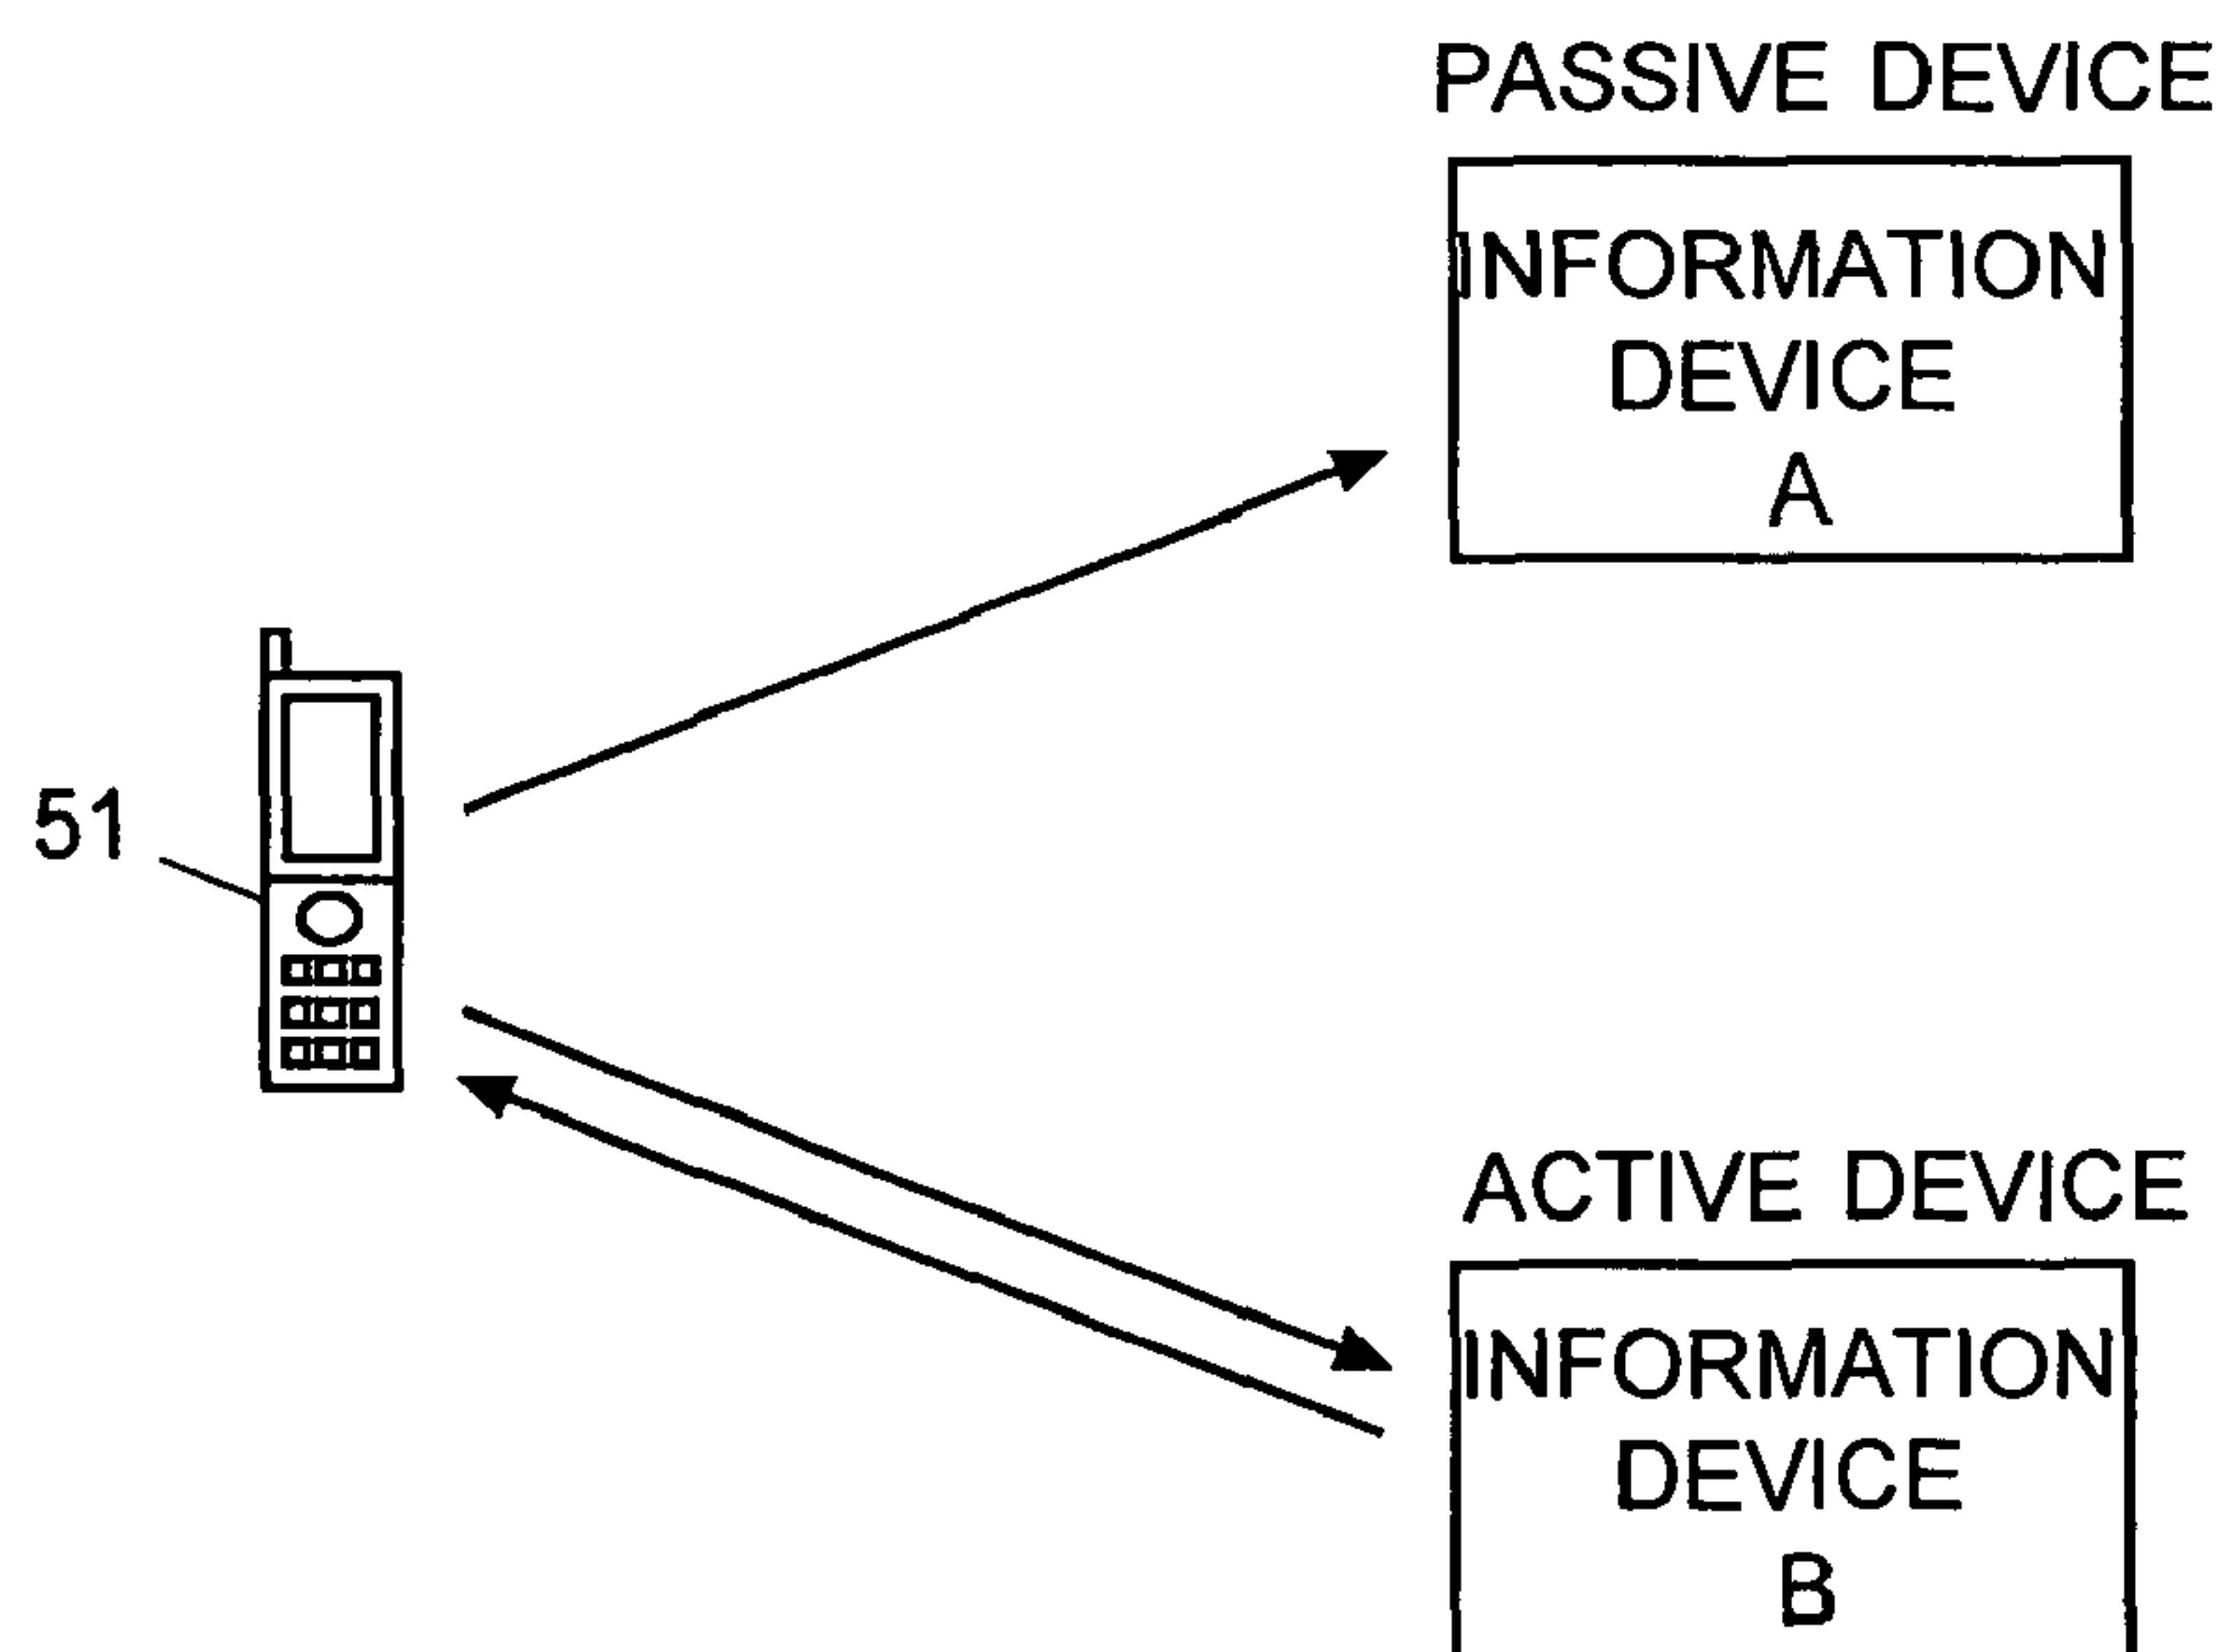 PASSIVE DEVICE
INFORMATION
DEVICE
A
51
ACTIVE DEVICE
INFORMATION
DEVICE
B